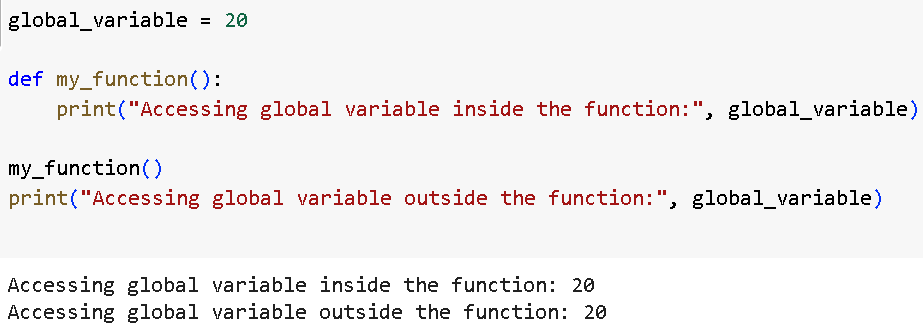 global_variable = 20
def my_function():
    print("Accessing global variable inside the function:", global_variable)
my_function()
print("Accessing global variable outside the function:", global_variable)
Accessing global variable inside the function: 20
Accessing global variable outside the function: 20